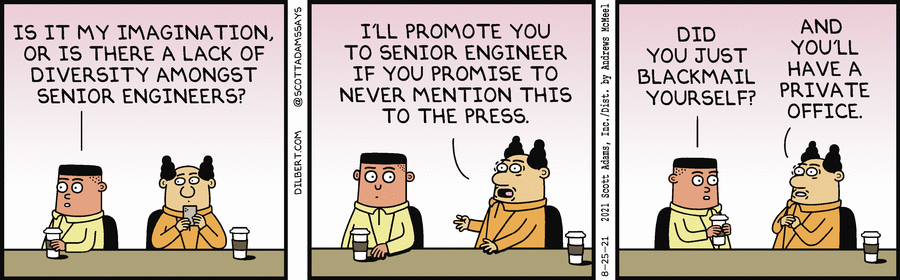 IS IT MY IMAGINATION,
OR IS THERE A LACK OF
DIVERSITY AMONGST
SENIOR ENGINEERS?
DILBERT.COM @SCOTTADAMSSAYS
I'LL PROMOTE YOU
TO SENIOR ENGINEER
IF YOU PROMISE TO
NEVER MENTION THIS
TO THE PRESS.
8-25-21 2021 Scott Adams, Inc./Dist. by Andrews McMeel
DID
YOU JUST
BLACKMAIL
YOURSELF?
AND
YOU'LL
HAVE A
PRIVATE
OFFICE.